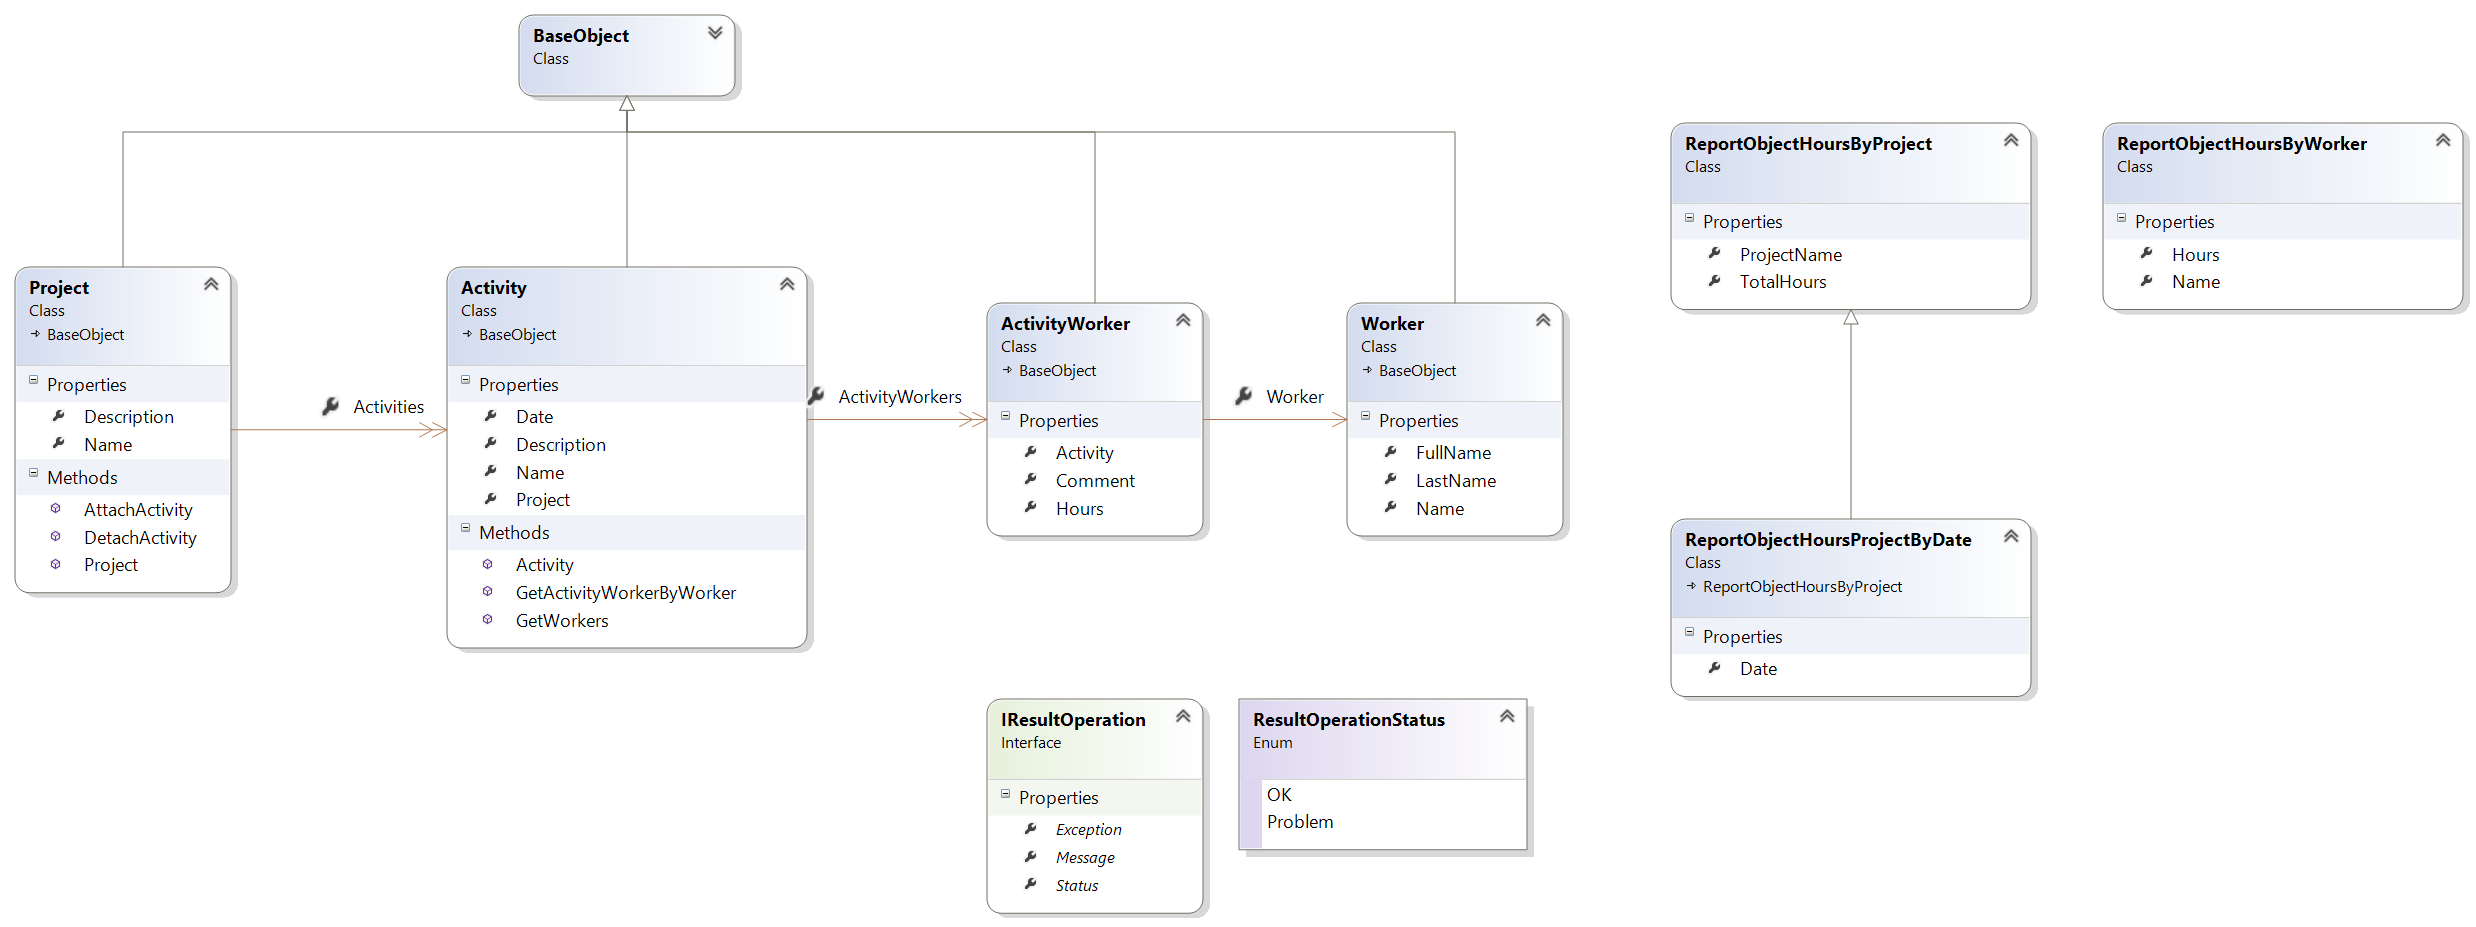 BaseObject
Class
Project
Class
BaseObject
Properties
Description
Name
Methods
AttachActivity
DetachActivity
Project
Activities
Activity
Class
BaseObject
Properties
Date
Description
Name
Project
Methods
Activity
GetActivityWorkerByWorker
GetWorkers
ActivityWorkers
ActivityWorker
Class
BaseObject
Properties
Activity
Comment
Hours
Worker
Worker
Class
BaseObject
Properties
FullName
LastName
Name
ReportObjectHoursByProject
Class
Properties
ProjectName
TotalHours
ReportObjectHoursByWorker
Class
Properties
Hours
Name
ReportObjectHoursProjectByDate
Class
ReportObjectHoursByProject
Properties
Date
IResultOperation
Interface
Properties
Exception
Message
Status
ResultOperationStatus
Enum
OK
Problem